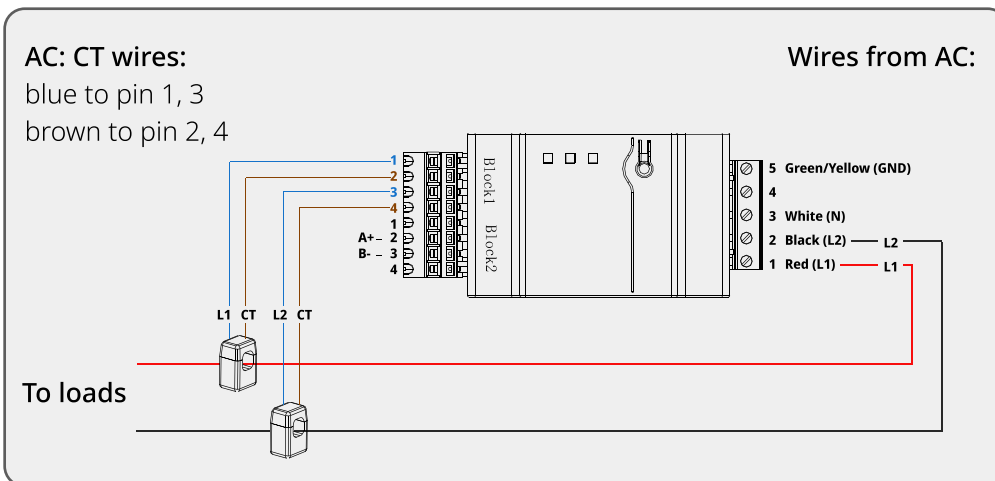 AC: CT wires:
blue to pin 1, 3
brown to pin 2, 4
Wires from AC:
1
2
3
4
1
A+ 2
B- 3
4
Block1
Block2
5 Green/Yellow (GND)
4
3 White (N)
2 Black (L2) L2
1 Red (L1) L1
L1 CT L2 CT
To loads